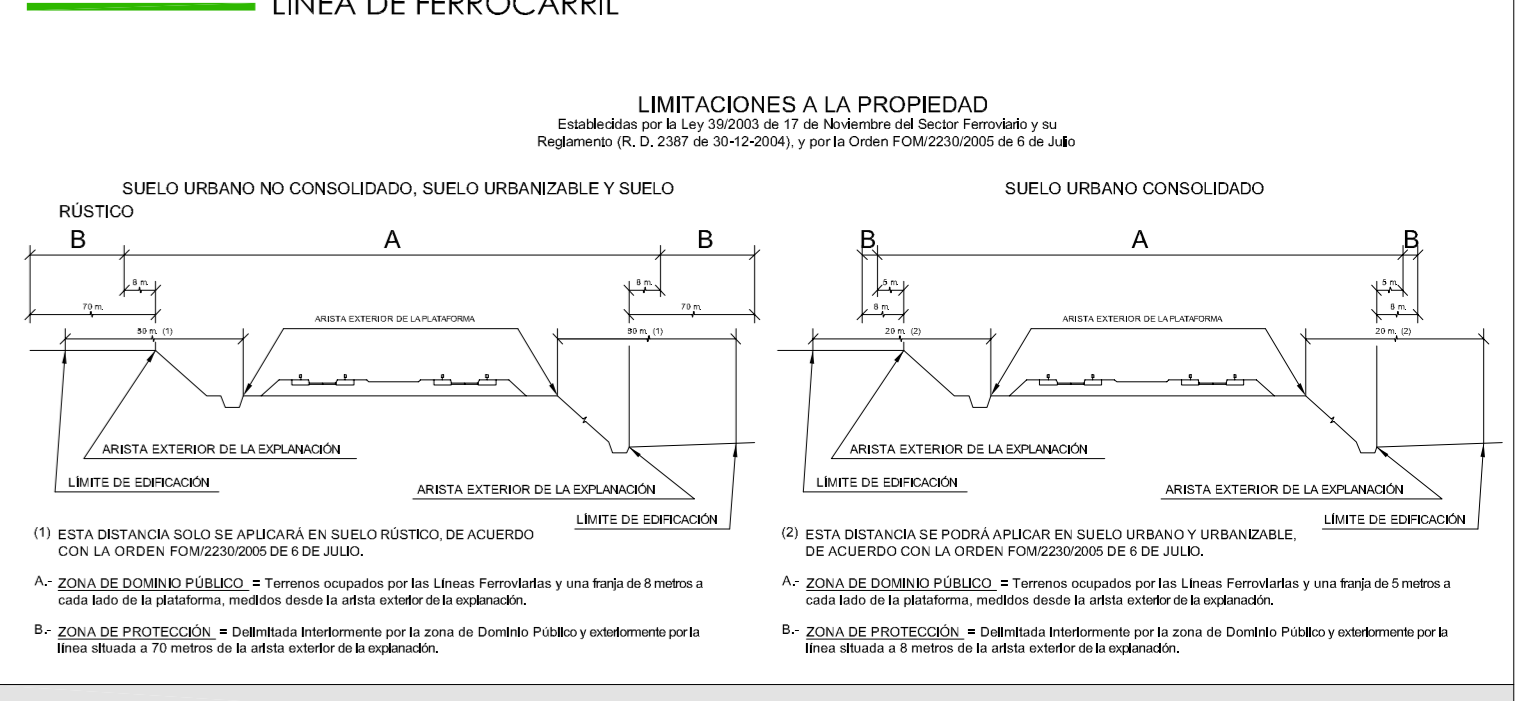 LÍNEA DE FERROCARRIL
LIMITACIONES A LA PROPIEDAD
Establecidas por la Ley 39/2003 de 17 de Noviembre del Sector Ferroviario y su
Reglamento (R. D. 2387 de 30-12-2004), y por la Orden FOM/2230/2005 de 6 de Julio
SUELO URBANO NO CONSOLIDADO, SUELO URBANIZABLE Y SUELO
RÚSTICO
B A B
8 m. 8 m.
70 m. 70 m.
50 m. (1) ARISTA EXTERIOR DE LA PLATAFORMA (1)
ARISTA EXTERIOR DE LA EXPLANACIÓN
LÍMITE DE EDIFICACIÓN
ARISTA EXTERIOR DE LA EXPLANACIÓN
LÍMITE DE EDIFICACIÓN
(1) ESTA DISTANCIA SOLO SE APLICARÁ EN SUELO RÚSTICO, DE ACUERDO
CON LA ORDEN FOM/2230/2005 DE 6 DE JULIO.
A.- ZONA DE DOMINIO PÚBLICO = Terrenos ocupados por las Líneas Ferroviarias y una franja de 8 metros a
cada lado de la plataforma, medidos desde la arista exterior de la explanación.
B.- ZONA DE PROTECCIÓN = Delimitada interiormente por la zona de Dominio Público y exteriormente por la
línea situada a 70 metros de la arista exterior de la explanación.
SUELO URBANO CONSOLIDADO
B A B
5 m. 5 m.
8 m. 8 m.
20 m. (2) ARISTA EXTERIOR DE LA PLATAFORMA 20 m. (2)
ARISTA EXTERIOR DE LA EXPLANACIÓN
LÍMITE DE EDIFICACIÓN
ARISTA EXTERIOR DE LA EXPLANACIÓN
LÍMITE DE EDIFICACIÓN
(2) ESTA DISTANCIA SE PODRÁ APLICAR EN SUELO URBANO Y URBANIZABLE,
DE ACUERDO CON LA ORDEN FOM/2230/2005 DE 6 DE JULIO.
A.- ZONA DE DOMINIO PÚBLICO = Terrenos ocupados por las Líneas Ferroviarias y una franja de 5 metros a
cada lado de la plataforma, medidos desde la arista exterior de la explanación.
B.- ZONA DE PROTECCIÓN = Delimitada interiormente por la zona de Dominio Público y exteriormente por la
línea situada a 8 metros de la arista exterior de la explanación.